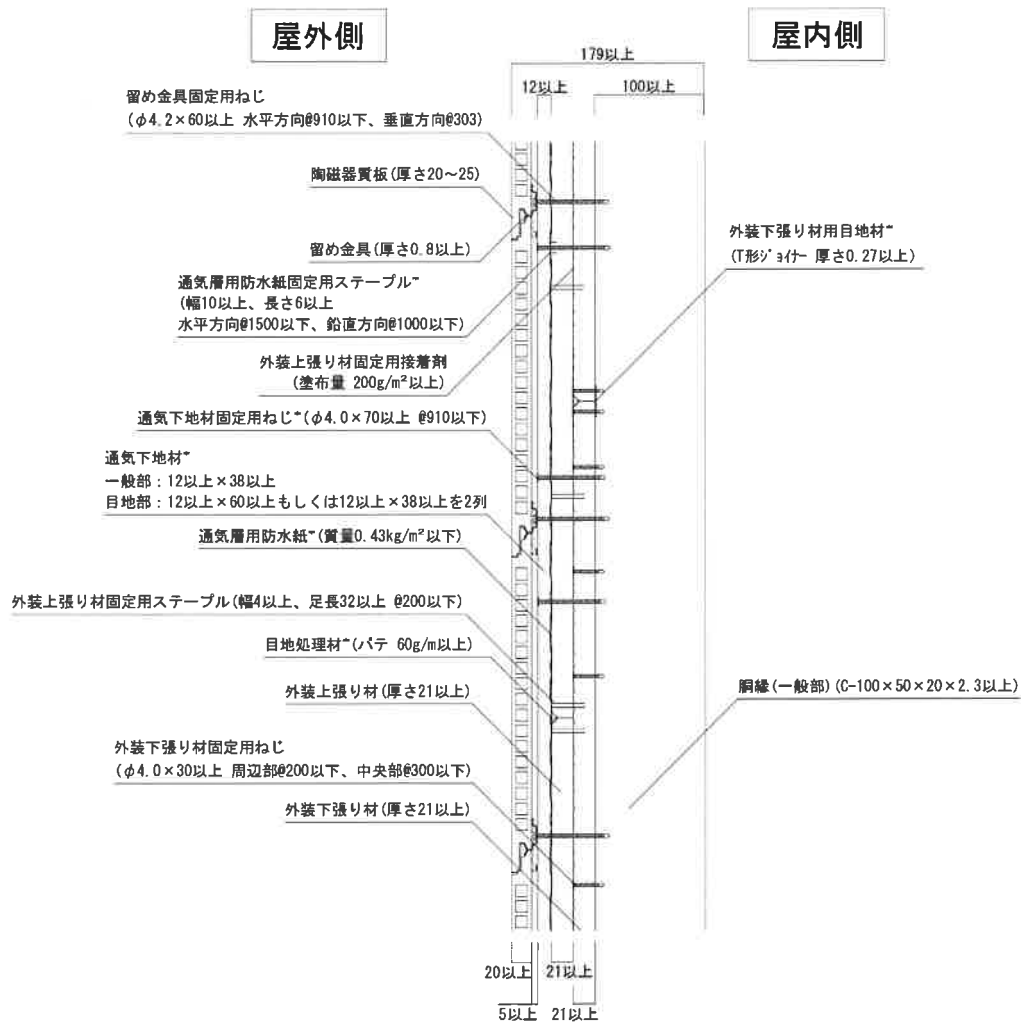 屋外側
屋内側
179以上
12以上
100以上
留め金具固定用ねじ
(φ4.2×60以上 水平方向@910以下、垂直方向@303)
陶磁器質板(厚さ20～25)
留め金具(厚さ0.8以上)
外装下張り材用目地材*
(T形ジョイナー 厚さ0.27以上)
通気層用防水紙固定用ステープル*
(幅10以上、長さ6以上
水平方向@1500以下、鉛直方向@1000以下)
外装上張り材固定用接着剤
(塗布量 200g/m²以上)
通気下地材固定用ねじ*(φ4.0×70以上 @910以下)
通気下地材*
一般部：12以上×38以上
目地部：12以上×60以上もしくは12以上×38以上を2列
通気層用防水紙*(質量0.43kg/m²以下)
外装上張り材固定用ステープル(幅4以上、足長32以上 @200以下)
目地処理材*(パテ 60g/m以上)
外装上張り材(厚さ21以上)
胴縁(一般部)(C-100×50×20×2.3以上)
外装下張り材固定用ねじ
(φ4.0×30以上 周辺部@200以下、中央部@300以下)
外装下張り材(厚さ21以上)
20以上
21以上
5以上
21以上